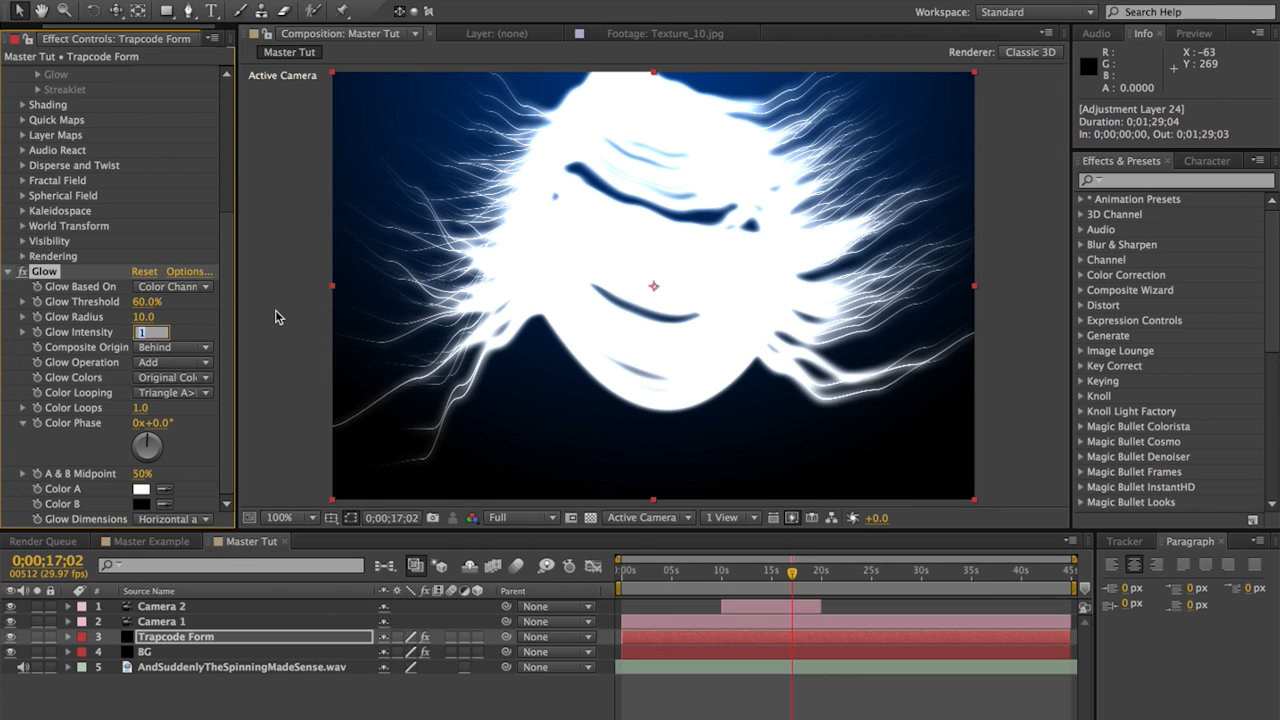 Workspace: Standard
Search Help
Effect Controls: Trapcode Form
Composition: Master Tut
Layer: (none)
Footage: Texture_10.jpg
Audio
Info
Preview
Master Tut • Trapcode Form
Master Tut
Renderer: Classic 3D
Active Camera
R :
G :
B :
A : 0.0000
X : -63
Y : 269
[Adjustment Layer 24]
Duration: 0;01;29;04
In: 0;00;00;00, Out: 0;01;29;03
Glow
Streaklet
Shading
Quick Maps
Layer Maps
Audio React
Disperse and Twist
Fractal Field
Spherical Field
Kaleidospace
World Transform
Visibility
Rendering
fx Glow Reset Options...
Glow Based On Color Chann
Glow Threshold 60.0%
Glow Radius 10.0
Glow Intensity 1
Composite Origin Behind
Glow Operation Add
Glow Colors Original Col
Color Looping Triangle A>
Color Loops 1.0
Color Phase 0x+0.0°
A & B Midpoint 50%
Color A
Color B
Glow Dimensions Horizontal a
Effects & Presets
Character
* Animation Presets
3D Channel
Audio
Blur & Sharpen
Channel
Color Correction
Composite Wizard
Distort
Expression Controls
Generate
Image Lounge
Key Correct
Keying
Knoll
Knoll Light Factory
Magic Bullet Colorista
Magic Bullet Cosmo
Magic Bullet Denoiser
Magic Bullet Frames
Magic Bullet InstantHD
Magic Bullet Looks
100%
0;00;17;02
Full
Active Camera
1 View
+0.0
Render Queue
Master Example
Master Tut
Tracker
Paragraph
0;00;17;02
00512 (29.97 fps)
:00s 05s 10s 15s 20s 25s 30s 35s 40s 45s
# Source Name
Parent
1 Camera 2 None
2 Camera 1 None
3 Trapcode Form fx None
4 BG fx None
5 AndSuddenlyTheSpinningMadeSense.wav None
0 px 0 px 0 px
0 px 0 px